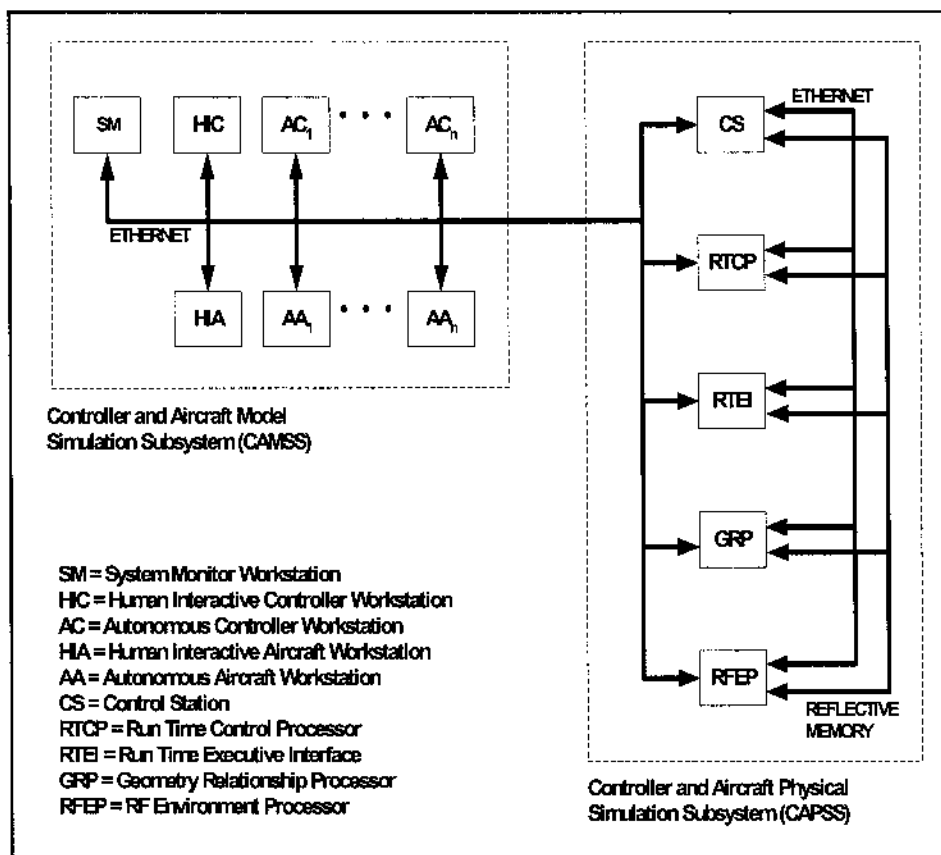 SM
HIC
AC1
AC n
ETHERNET
HIA
AA1
AA n
Controller and Aircraft Model
Simulation Subsystem (CAMSS)
ETHERNET
CS
RTCP
RTEI
GRP
RFEP
REFLECTIVE
MEMORY
Controller and Aircraft Physical
Simulation Subsystem (CAPSS)
SM = System Monitor Workstation
HIC = Human Interactive Controller Workstation
AC = Autonomous Controller Workstation
HIA = Human Interactive Aircraft Workstation
AA = Autonomous Aircraft Workstation
CS = Control Station
RTCP = Run Time Control Processor
RTEI = Run Time Executive Interface
GRP = Geometry Relationship Processor
RFEP = RF Environment Processor